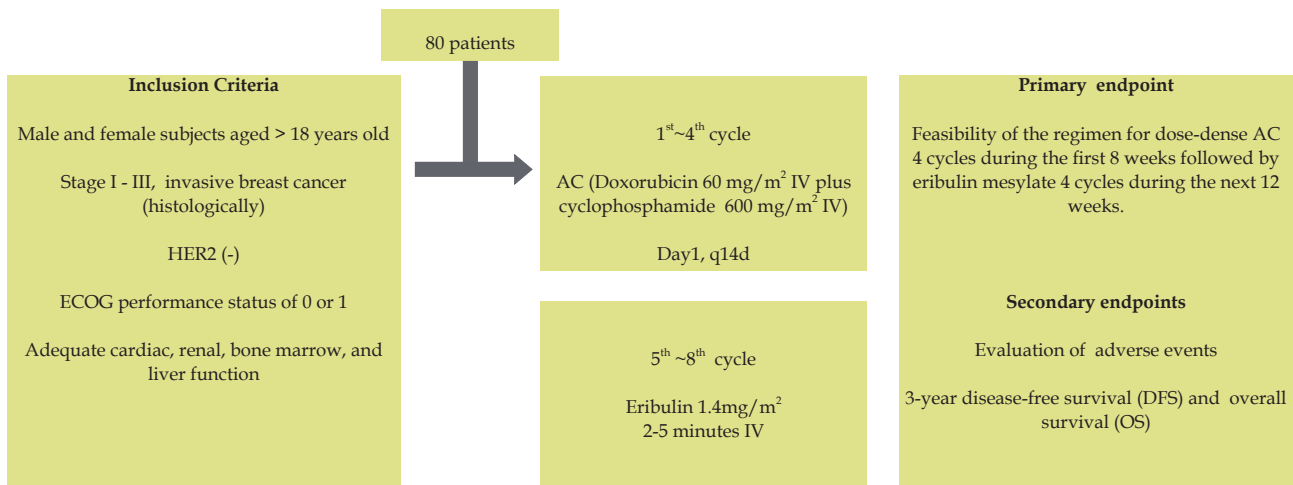 80 patients
Inclusion Criteria
Male and female subjects aged > 18 years old
Stage I - III, invasive breast cancer
(histologically)
HER2 (-)
ECOG performance status of 0 or 1
Adequate cardiac, renal, bone marrow, and
liver function
1st~4th cycle
AC (Doxorubicin 60 mg/m2 IV plus
cyclophosphamide 600 mg/m2 IV)
Day1, q14d
5th ~8th cycle
Eribulin 1.4mg/m2
2-5 minutes IV
Primary endpoint
Feasibility of the regimen for dose-dense AC
4 cycles during the first 8 weeks followed by
eribulin mesylate 4 cycles during the next 12
weeks.
Secondary endpoints
Evaluation of adverse events
3-year disease-free survival (DFS) and overall
survival (OS)